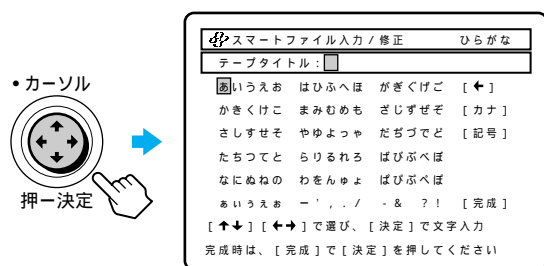 • カーソル
押ー決定
スマートファイル入力/修正 ひらがな
テープタイトル:
あいうえお はひふへほ がぎぐげご [←]
かきくけこ まみむめも ざじずぜぞ [カナ]
さしすせそ やゆよっゃ だぢづでど [記号]
たちつてと らりるれろ ばびぶべぼ
なにぬねの わをんゅょ ぱぴぷぺぽ
ぁぃぅぇぉ ー',./ -& ?! [完成]
[↑↓][←→]で選び、[決定]で文字入力
完成時は、[完成]で[決定]を押してください